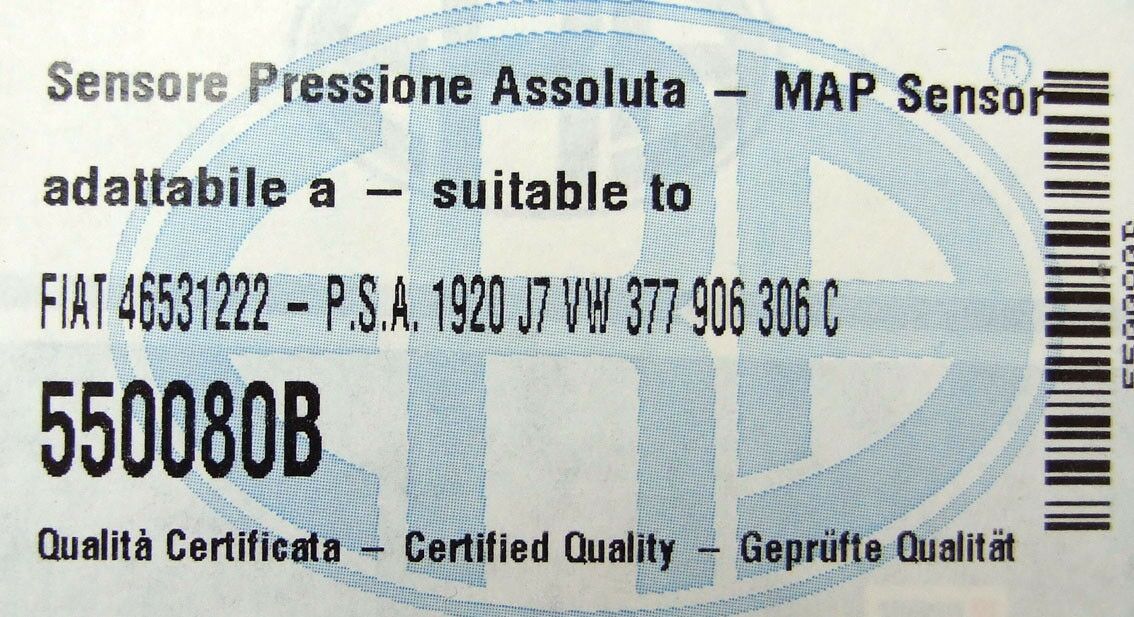 Sensore Pressione Assoluta – MAP Sensor
adattabile a – suitable to
FIAT 46531222 – P.S.A. 1920 J7 VW 377 906 306 C
550080B
Qualità Certificata – Certified Quality – Geprüfte Qualität
ERA
®